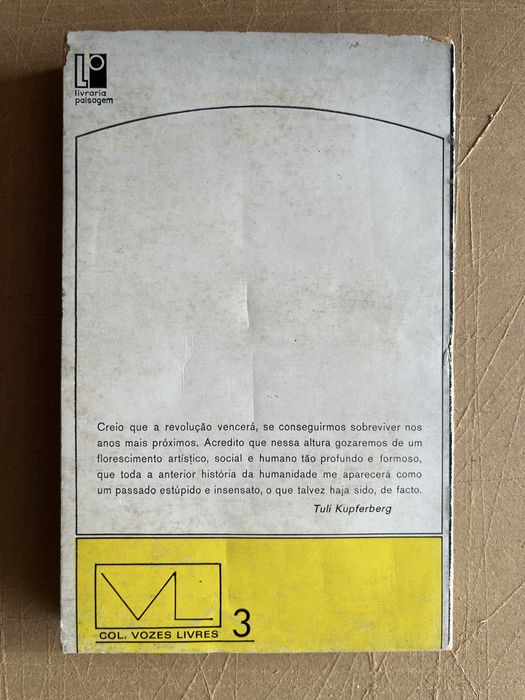 LP
livraria
paisagem
Creio que a revolução vencerá, se conseguirmos sobreviver nos
anos mais próximos. Acredito que nessa altura gozaremos de um
florescimento artístico, social e humano tão profundo e formoso,
que toda a anterior história da humanidade me aparecerá como
um passado estúpido e insensato, o que talvez haja sido, de facto.
Tuli Kupferberg
VL
COL. VOZES LIVRES 3